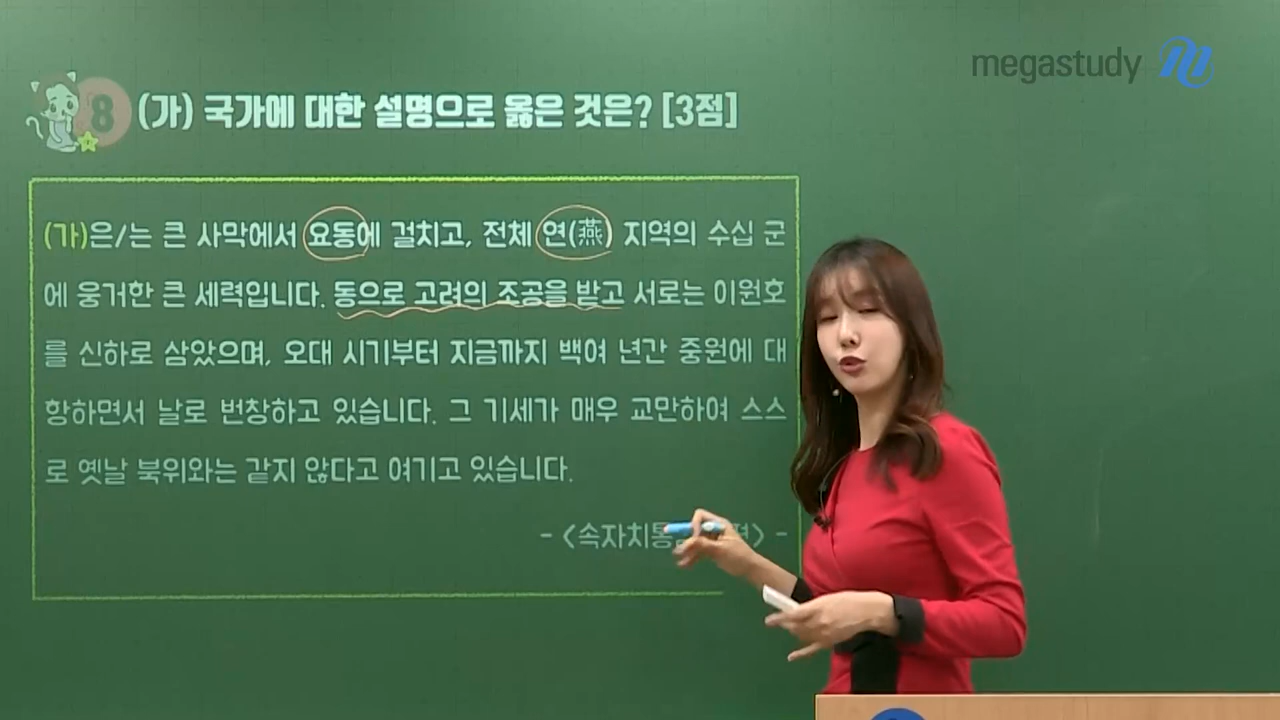 megastudy
8 (가) 국가에 대한 설명으로 옳은 것은? [3점]
(가)은/는 큰 사막에서 요동에 걸치고, 전체 연(燕) 지역의 수십 군
에 웅거한 큰 세력입니다. 동으로 고려의 조공을 받고 서로는 이원호
를 신하로 삼았으며, 오대 시기부터 지금까지 백여 년간 중원에 대
항하면서 날로 번창하고 있습니다. 그 기세가 매우 교만하여 스스
로 옛날 북위와는 같지 않다고 여기고 있습니다.
- <속자치통 > -